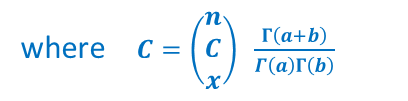 where C = (n C x) Γ(a+b) / Γ(a)Γ(b)